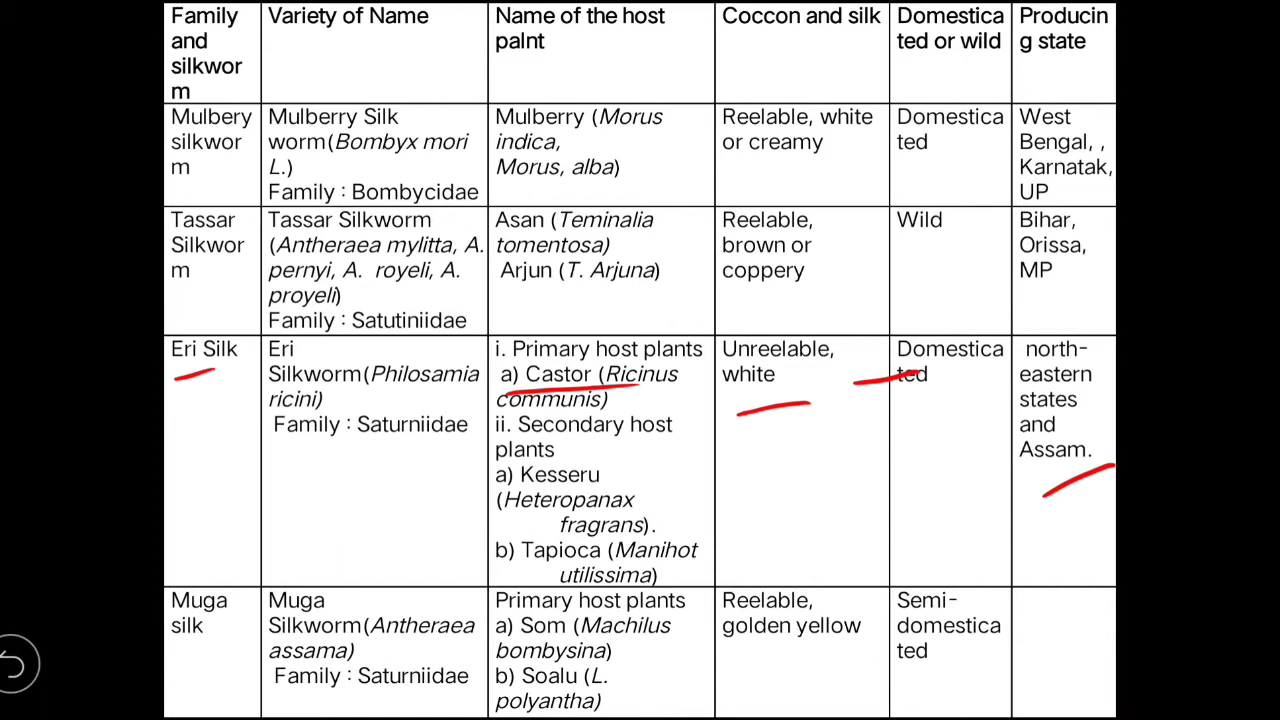 Family and silkwor m
Variety of Name
Name of the host palnt
Coccon and silk
Domestica ted or wild
Producin g state
Mulbery silkwor m
Mulberry Silk
worm(Bombyx mori
L.)
Family : Bombycidae
Mulberry (Morus
indica,
Morus, alba)
Reelable, white
or creamy
Domestica
ted
West
Bengal, ,
Karnatak,
UP
Tassar
Silkwor
m
Tassar Silkworm
(Antheraea mylitta, A.
pernyi, A. royeli, A.
proyeli)
Family : Satutiniidae
Asan (Teminalia
tomentosa)
Arjun (T. Arjuna)
Reelable,
brown or
coppery
Wild
Bihar,
Orissa,
MP
Eri Silk
Eri
Silkworm(Philosamia
ricini)
Family : Saturniidae
i. Primary host plants
a) Castor (Ricinus
communis)
ii. Secondary host
plants
a) Kesseru
(Heteropanax
fragrans).
b) Tapioca (Manihot
utilissima)
Unreelable,
white
Domestica
ted
north-
eastern
states
and
Assam.
Muga
silk
Muga
Silkworm(Antheraea
assama)
Family : Saturniidae
Primary host plants
a) Som (Machilus
bombysina)
b) Soalu (L.
polyantha)
Reelable,
golden yellow
Semi-
domestica
ted